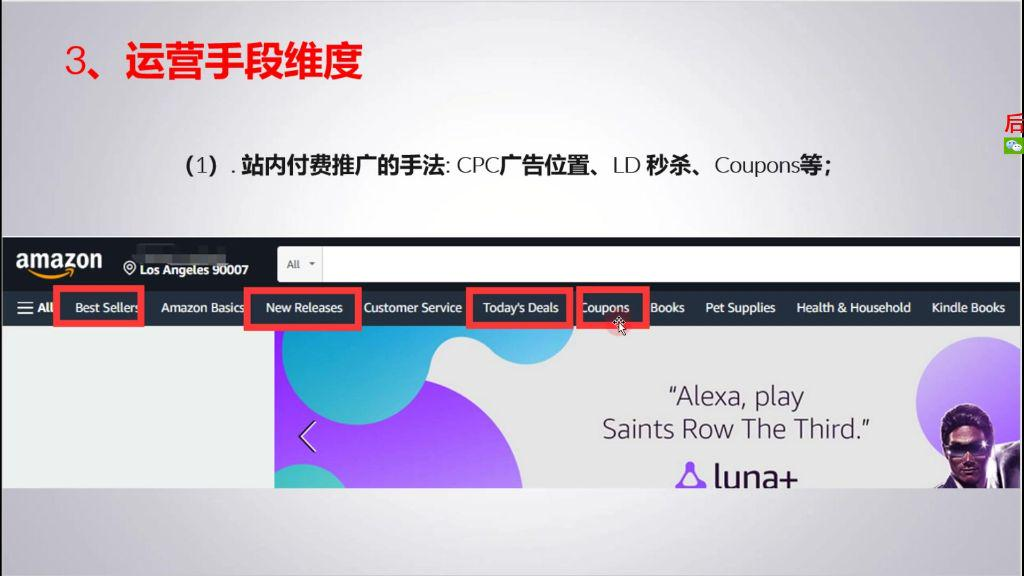 3、运营手段维度
后
（1）. 站内付费推广的手法: CPC广告位置、LD 秒杀、Coupons等；
amazon
Los Angeles 90007
All
All
Best Sellers
Amazon Basics
New Releases
Customer Service
Today's Deals
Coupons
Books
Pet Supplies
Health & Household
Kindle Books
“Alexa, play
Saints Row The Third.”
luna+